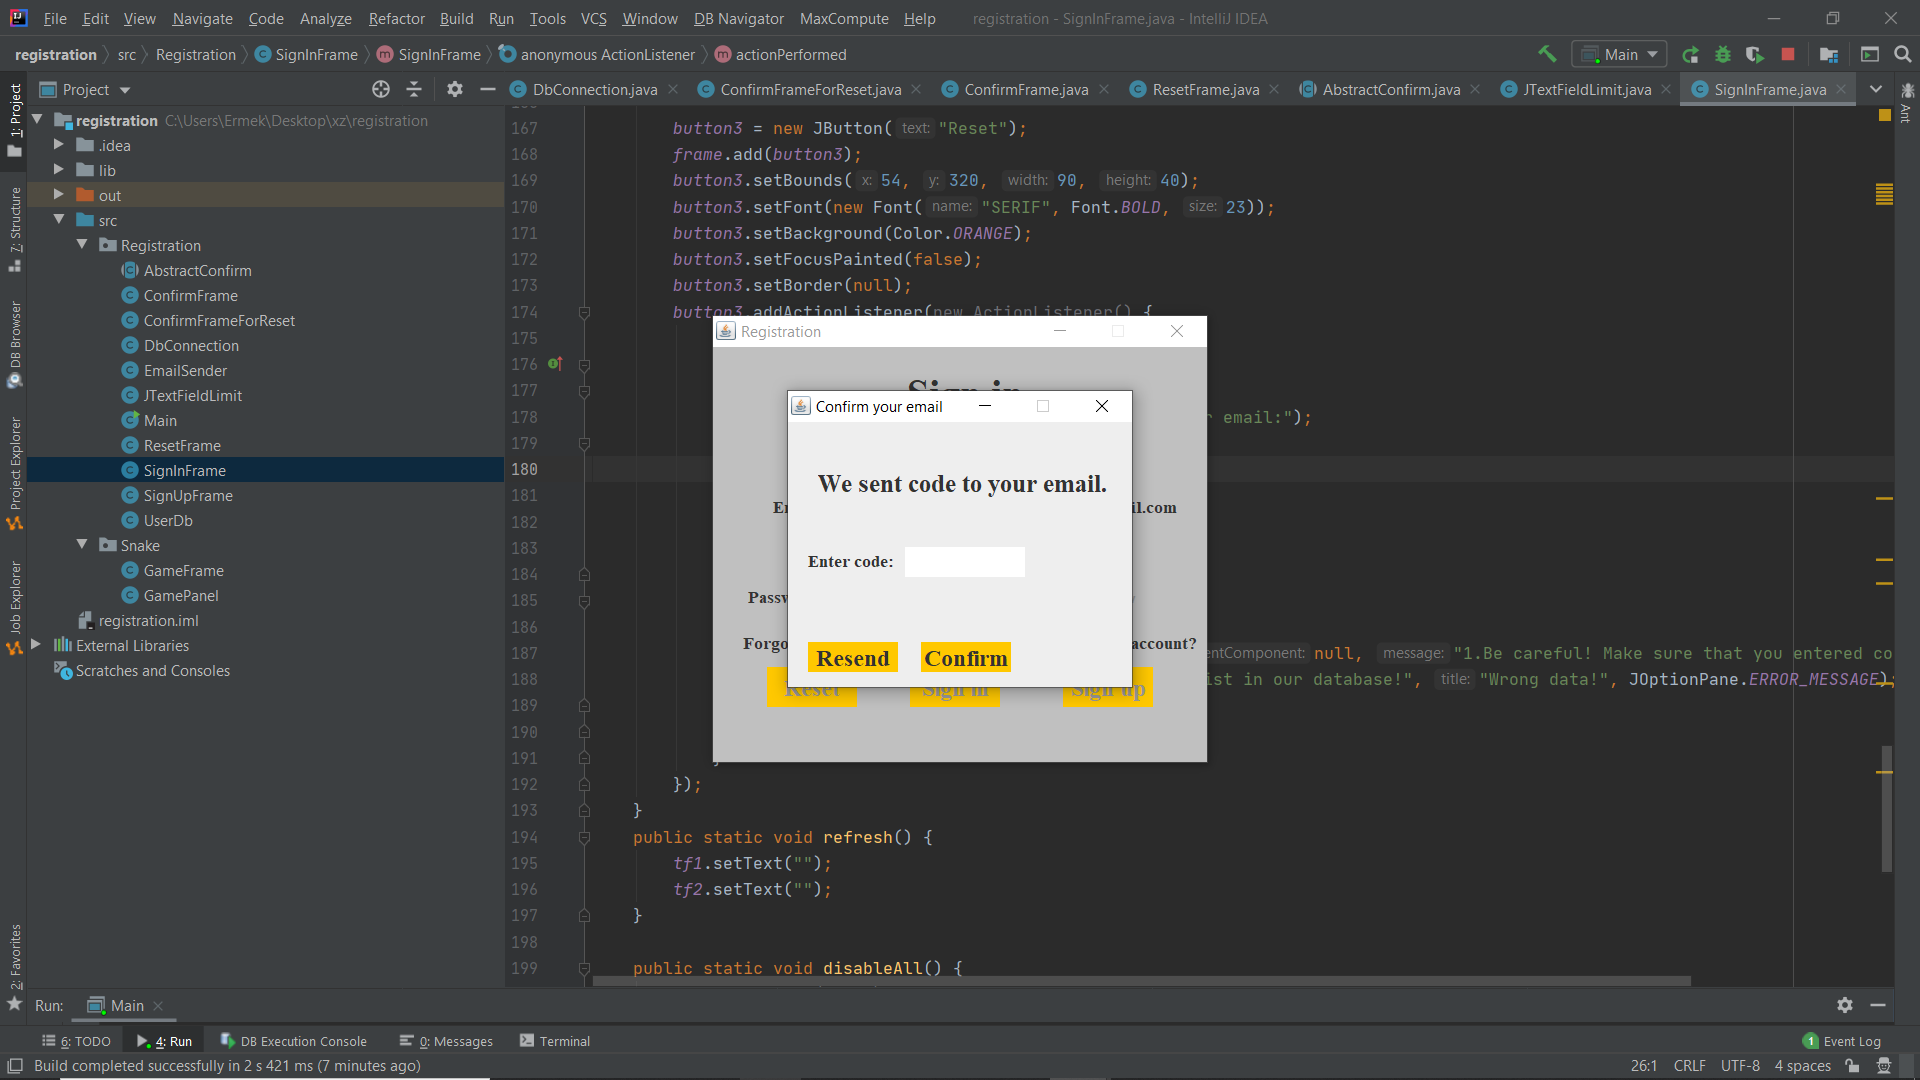 File Edit View Navigate Code Analyze Refactor Build Run Tools VCS Window DB Navigator MaxCompute Help registration - SignInFrame.java - IntelliJ IDEA
registration src Registration SignInFrame SignInFrame anonymous ActionListener actionPerformed Main
1: Project
7: Structure
DB Browser
Project Explorer
Job Explorer
2: Favorites
Project
registration C:\Users\Ermek\Desktop\xz\registration
.idea
lib
out
src
Registration
AbstractConfirm
ConfirmFrame
ConfirmFrameForReset
DbConnection
EmailSender
JTextFieldLimit
Main
ResetFrame
SignInFrame
SignUpFrame
UserDb
Snake
GameFrame
GamePanel
registration.iml
External Libraries
Scratches and Consoles
DbConnection.java ConfirmFrameForReset.java ConfirmFrame.java ResetFrame.java AbstractConfirm.java JTextFieldLimit.java SignInFrame.java
Ant
167 button3 = new JButton( text: "Reset");
168 frame.add(button3);
169 button3.setBounds( x: 54, y: 320, width: 90, height: 40);
170 button3.setFont(new Font( name: "SERIF", Font.BOLD, size: 23));
171 button3.setBackground(Color.ORANGE);
172 button3.setFocusPainted(false);
173 button3.setBorder(null);
174 button3.addActionListener(new ActionListener() {
175
176
177
178 email:");
179
180
181
182
183
184
185
186
187 null, message: "1.Be careful! Make sure that you entered co
188 ist in our database!", title: "Wrong data!", JOptionPane.ERROR_MESSAGE);
189
190
191 }
192 });
193 }
194 public static void refresh() {
195 tf1.setText("");
196 tf2.setText("");
197 }
198
199 public static void disableAll() {
Registration
Sign in
il.com
account?
Reset Sign in Sign up
Confirm your email
We sent code to your email.
Enter code:
Resend Confirm
Run: Main
6: TODO 4: Run DB Execution Console 0: Messages Terminal 1 Event Log
Build completed successfully in 2 s 421 ms (7 minutes ago) 26:1 CRLF UTF-8 4 spaces